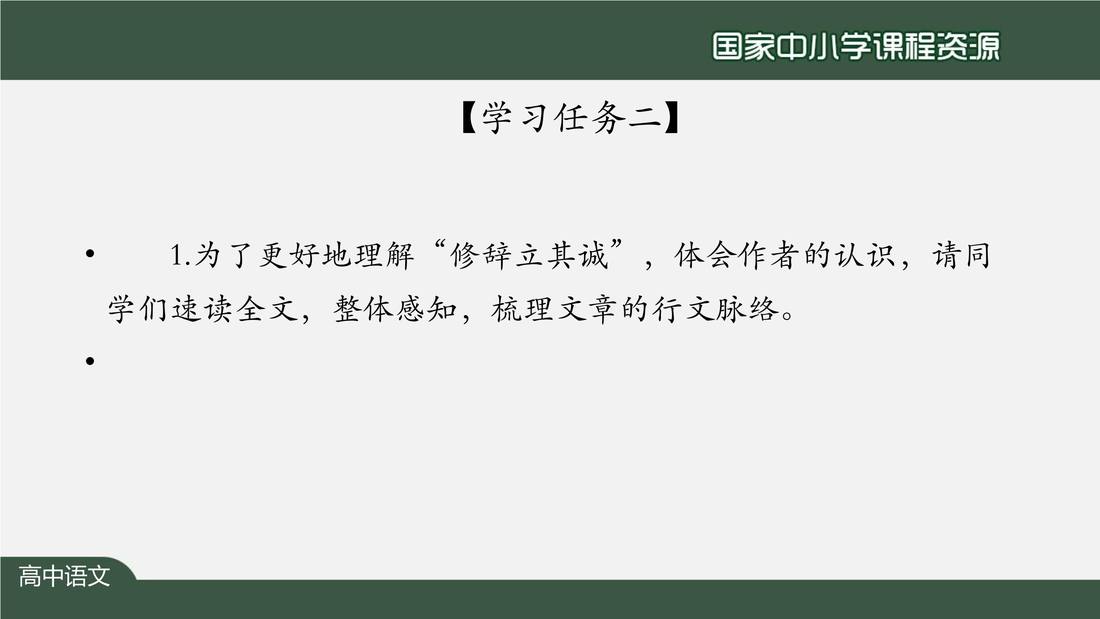 国家中小学课程资源
【学习任务二】
• 1.为了更好地理解“修辞立其诚”，体会作者的认识，请同
学们速读全文，整体感知，梳理文章的行文脉络。
•
高中语文